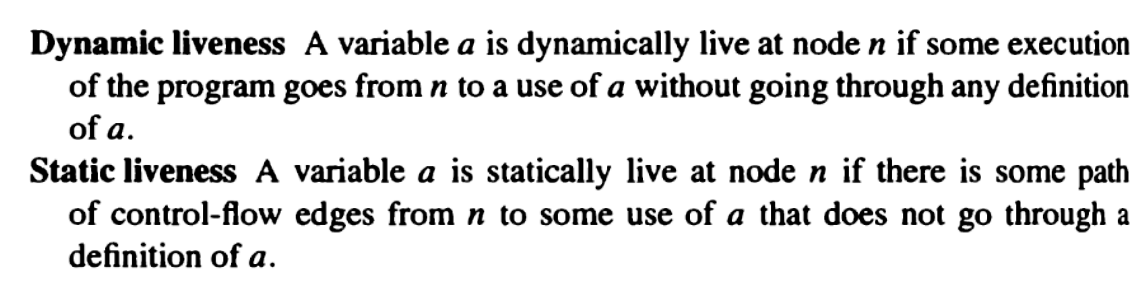 Dynamic liveness A variable a is dynamically live at node n if some execution
of the program goes from n to a use of a without going through any definition
of a.
Static liveness A variable a is statically live at node n if there is some path
of control-flow edges from n to some use of a that does not go through a
definition of a.